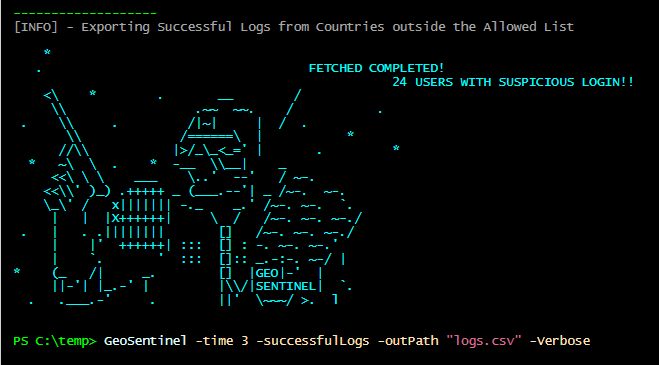 [INFO] - Exporting Successful Logs from Countries outside the Allowed List
FETCHED COMPLETED!
24 USERS WITH SUSPICIOUS LOGIN!!
GEO
SENTINEL
PS C:\temp> GeoSentinel -time 3 -successfulLogs -outPath "logs.csv" -Verbose